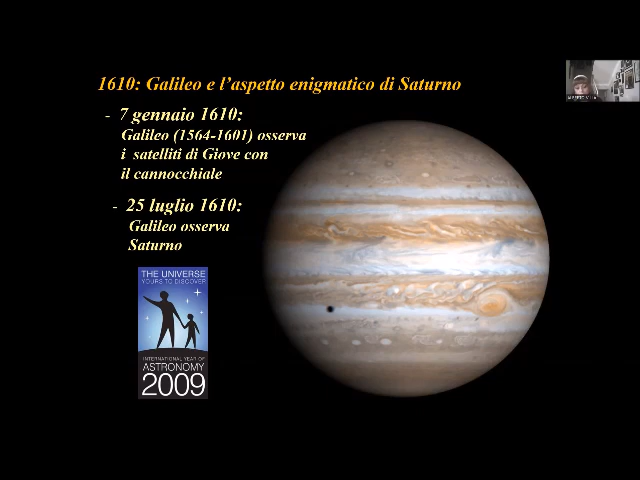 1610: Galileo e l’aspetto enigmatico di Saturno
- 7 gennaio 1610:
Galileo (1564-1601) osserva
i satelliti di Giove con
il cannocchiale
- 25 luglio 1610:
Galileo osserva
Saturno
THE UNIVERSE
YOURS TO DISCOVER
INTERNATIONAL YEAR OF
ASTRONOMY
2009